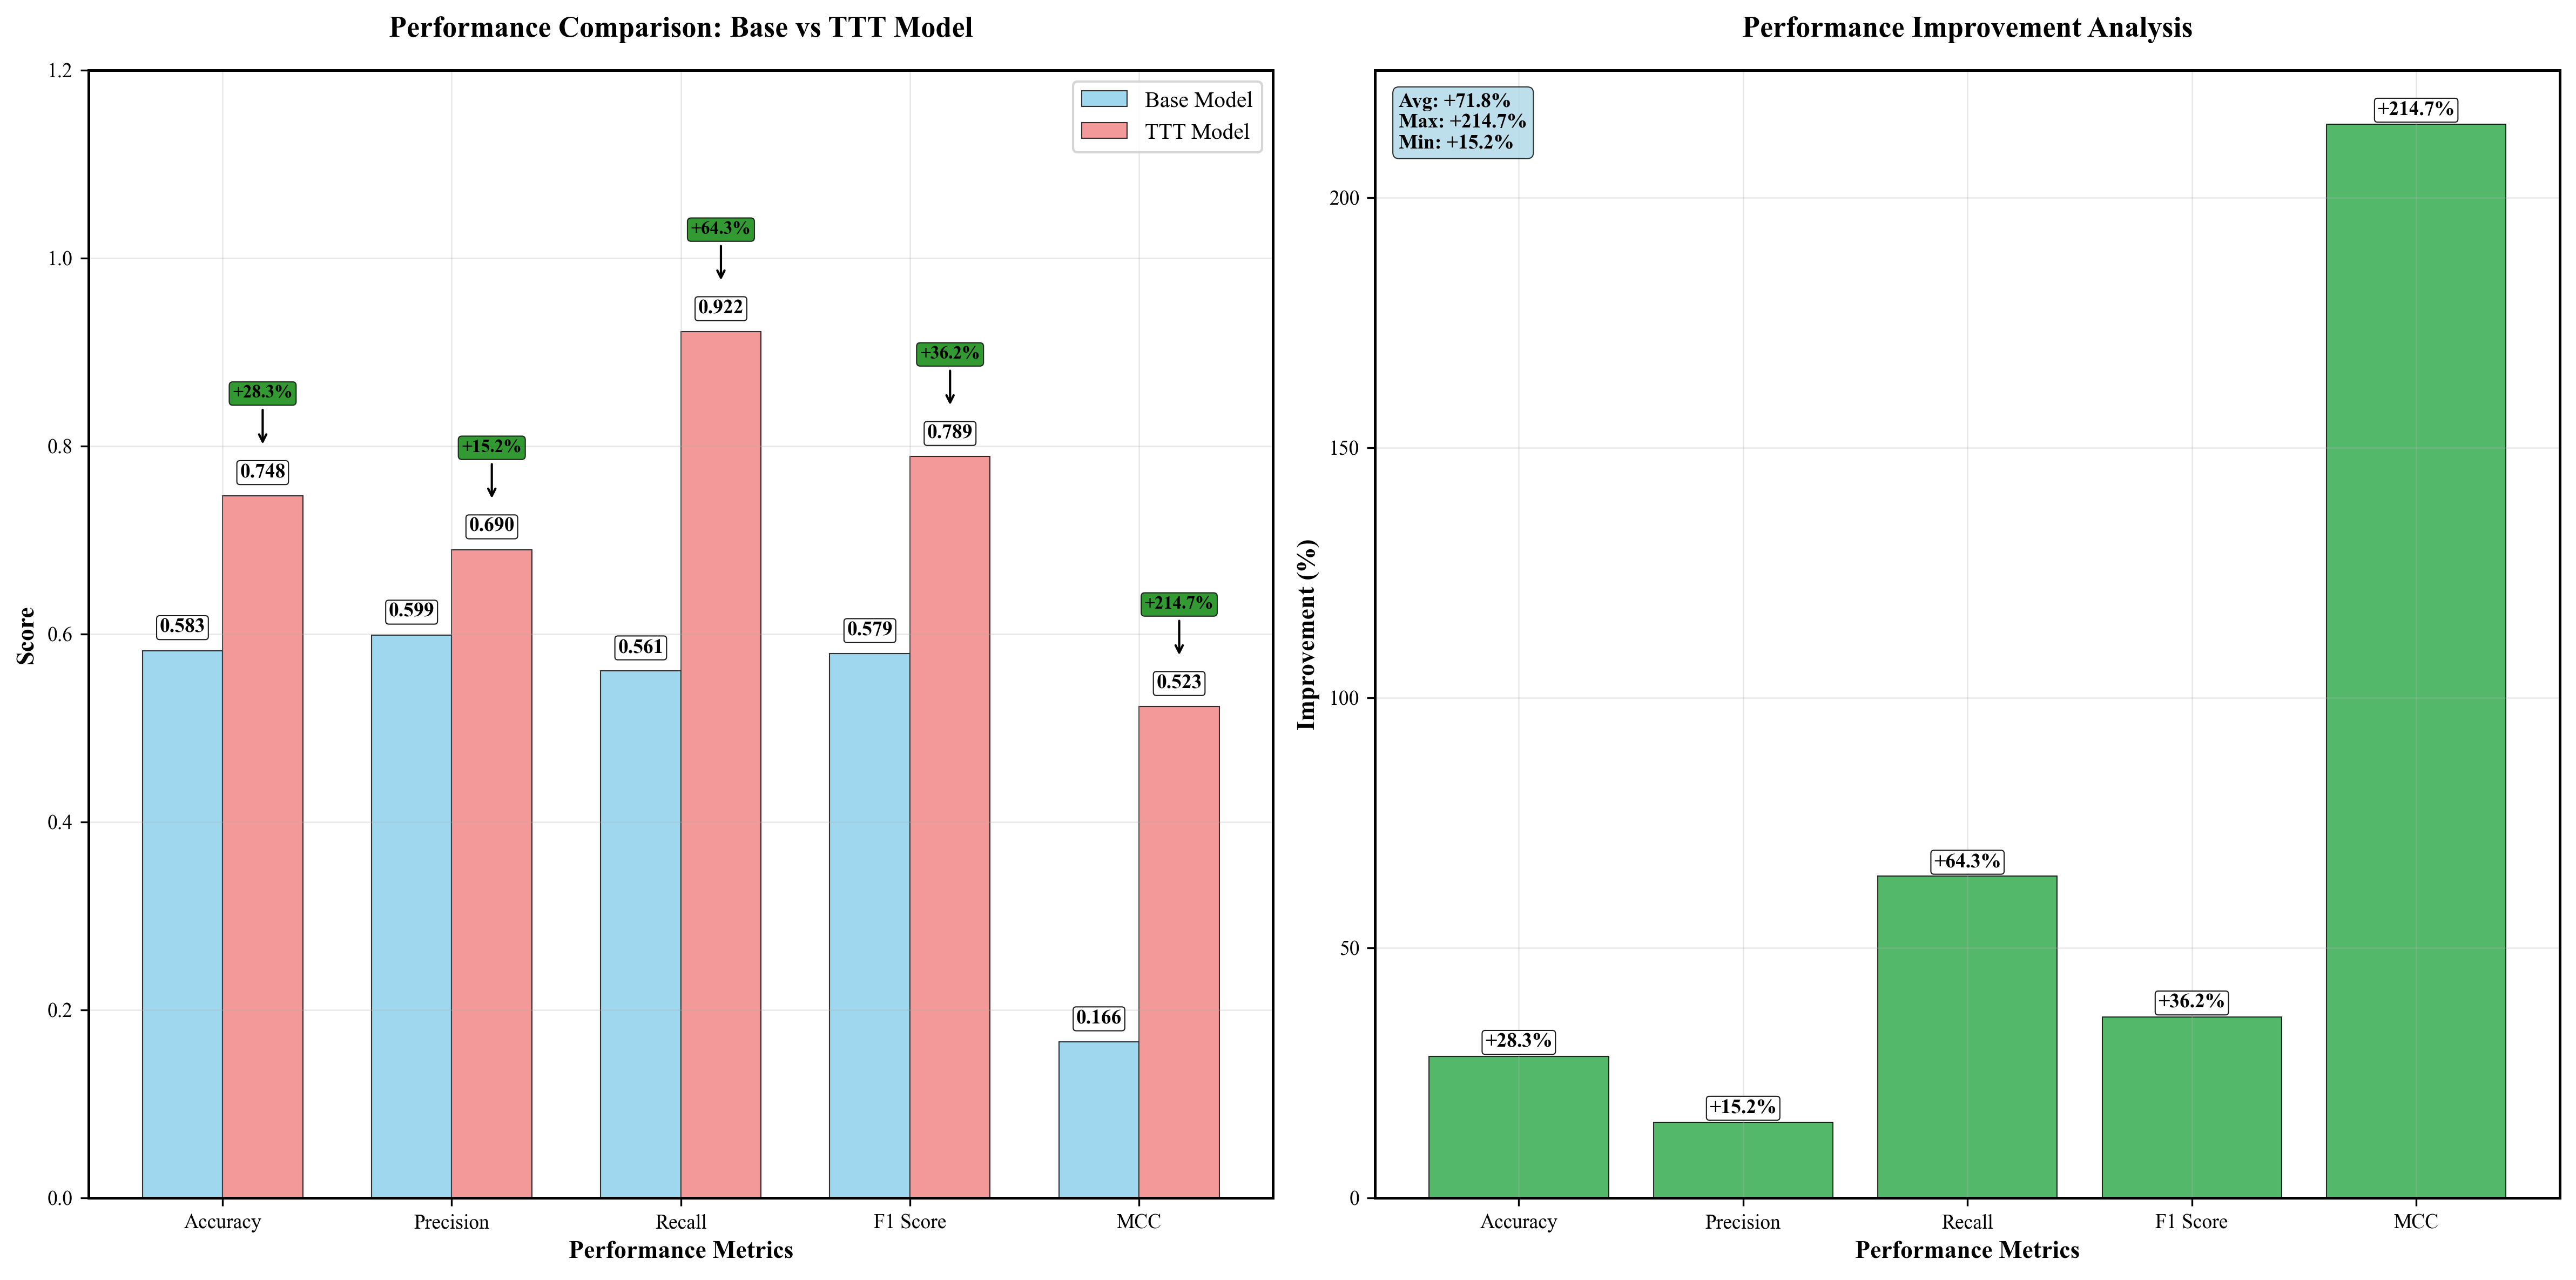 Performance Comparison: Base vs TTT Model
1.2
1.0
0.8
0.6
0.4
0.2
0.0
Score
Base Model
TTT Model
+28.3%
0.748
0.583
+15.2%
0.690
0.599
+64.3%
0.922
0.561
+36.2%
0.789
0.579
+214.7%
0.523
0.166
Accuracy
Precision
Recall
F1 Score
MCC
Performance Metrics
Performance Improvement Analysis
Avg: +71.8%
Max: +214.7%
Min: +15.2%
200
150
100
50
0
Improvement (%)
+28.3%
+15.2%
+64.3%
+36.2%
+214.7%
Accuracy
Precision
Recall
F1 Score
MCC
Performance Metrics